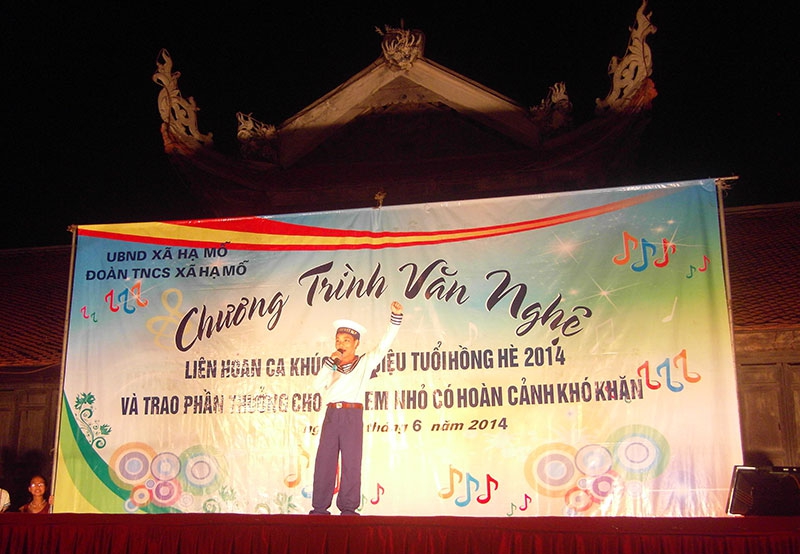 UBND XÃ HẠ MỖ
ĐOÀN TNCS XÃ HẠ MỖ
Chương Trình Văn Nghệ
LIÊN HOAN CA KHÚC ĐIỆU TUỔI HỒNG HÈ 2014
VÀ TRAO PHẦN THƯỞNG CHO EM NHỎ CÓ HOÀN CẢNH KHÓ KHĂN
6 năm 2014